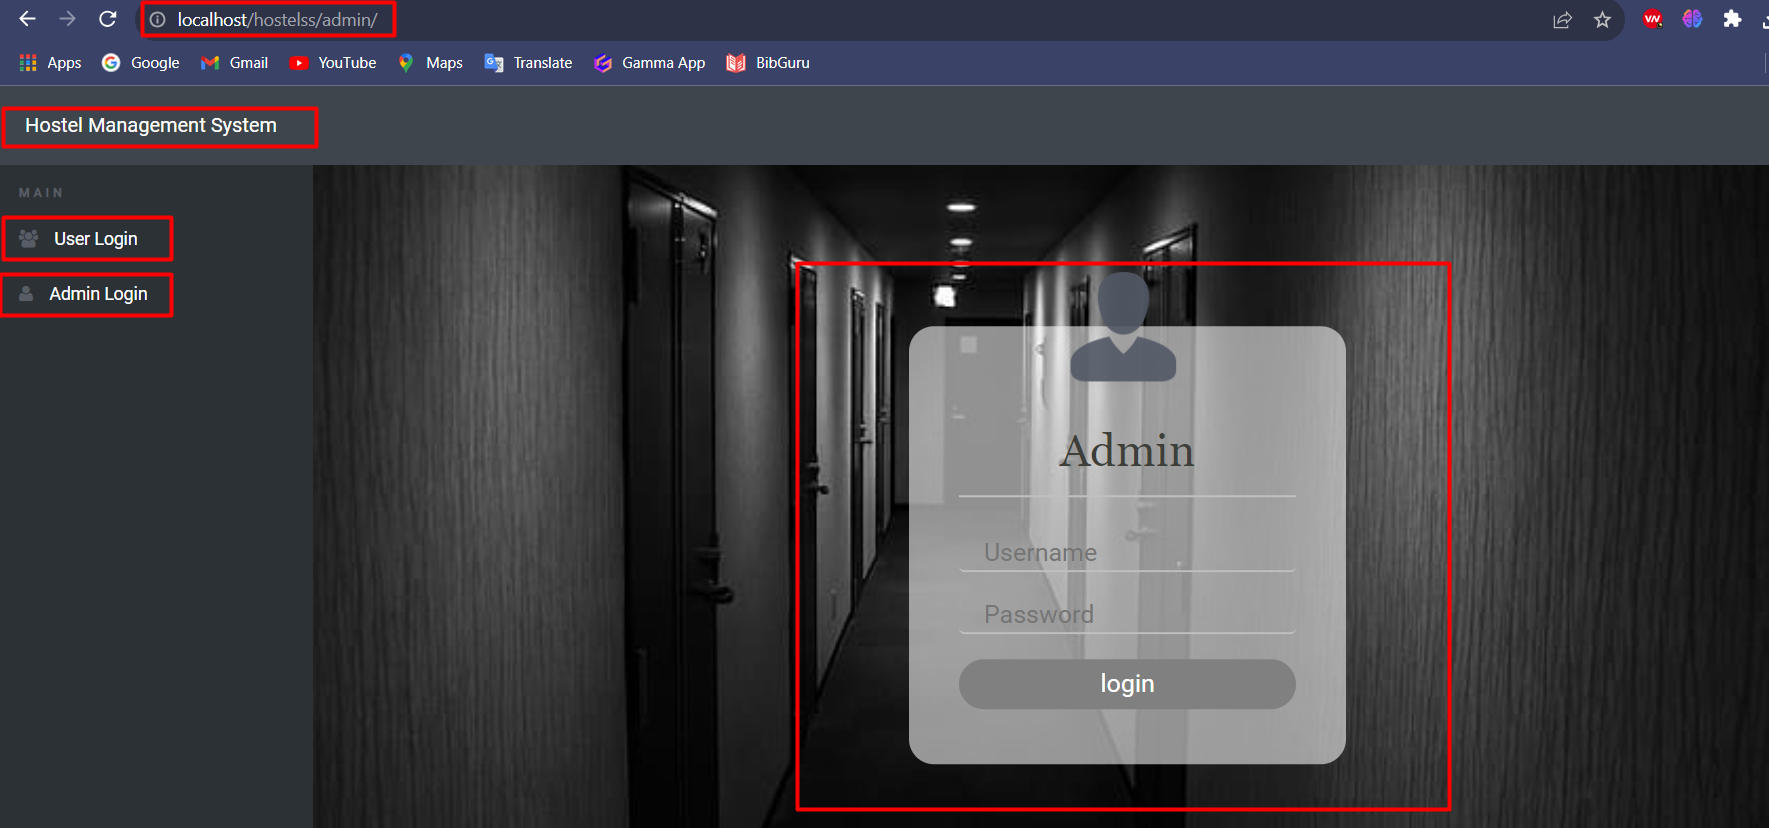 localhost/hostelss/admin/
Apps Google Gmail YouTube Maps Translate Gamma App BibGuru
Hostel Management System
MAIN
User Login
Admin Login
Admin
Username
Password
login